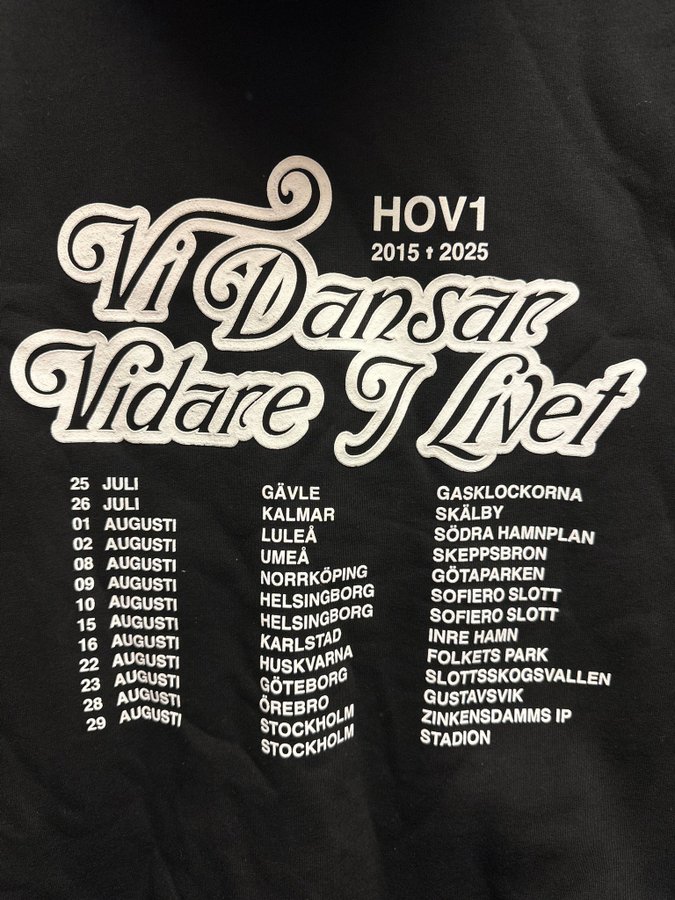 HOV1
2015 † 2025
Vi Dansar
Vidare I Livet
25 JULI GÄVLE GASKLOCKORNA
26 JULI KALMAR SKÄLBY
01 AUGUSTI LULEÅ SÖDRA HAMNPLAN
02 AUGUSTI UMEÅ SKEPPSBRON
08 AUGUSTI NORRKÖPING GÖTAPARKEN
09 AUGUSTI HELSINGBORG SOFIERO SLOTT
10 AUGUSTI HELSINGBORG SOFIERO SLOTT
15 AUGUSTI KARLSTAD INRE HAMN
16 AUGUSTI HUSKVARNA FOLKETS PARK
22 AUGUSTI GÖTEBORG SLOTTSSKOGSVALLEN
23 AUGUSTI ÖREBRO GUSTAVSVIK
28 AUGUSTI STOCKHOLM ZINKENSDAMMS IP
29 AUGUSTI STOCKHOLM STADION